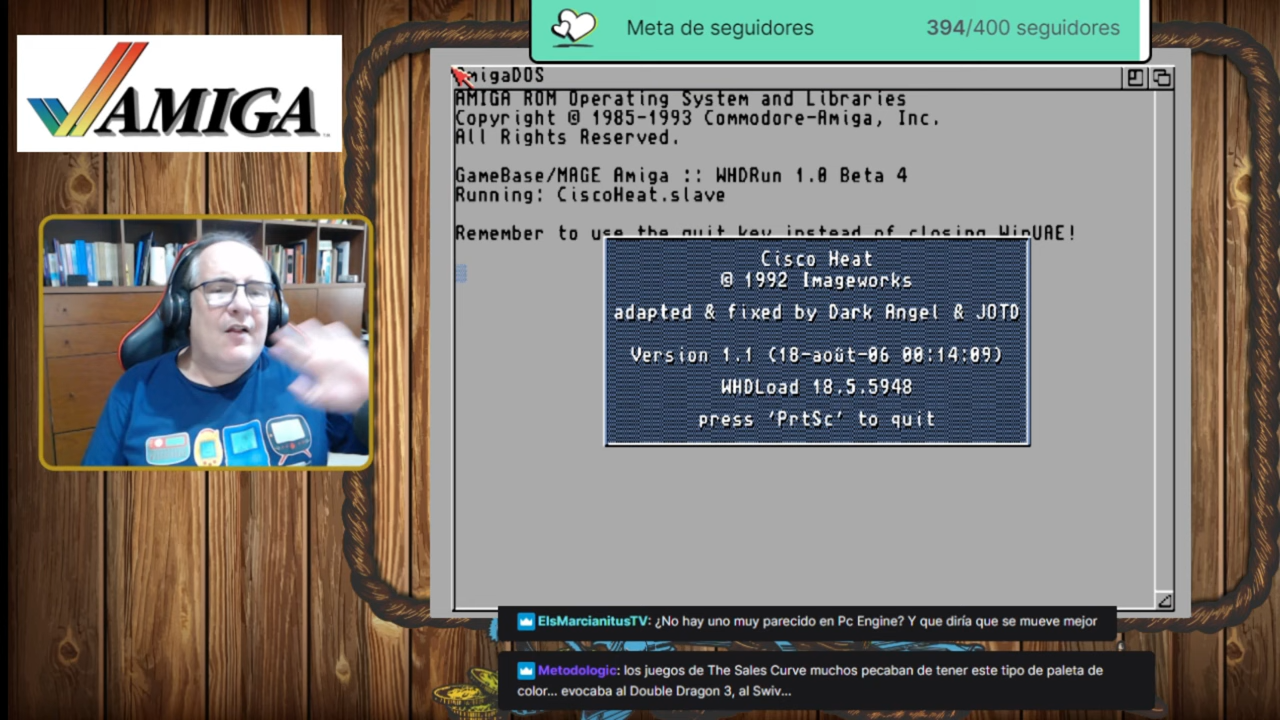 Meta de seguidores 394/400 seguidores
AMIGA
AmigaDOS
AMIGA ROM Operating System and Libraries
Copyright © 1985-1993 Commodore-Amiga, Inc.
All Rights Reserved.
GameBase/MAGE Amiga :: WHDRun 1.0 Beta 4
Running: CiscoHeat.slave
Remember to use the quit key instead of closing WinUAE!
Cisco Heat
© 1992 Imageworks
adapted & fixed by Dark Angel & JOTD
Version 1.1 (18-août-06 00:14:09)
WHDLoad 18.5.5948
press 'PrtSc' to quit
ElsMarcianitusTV: ¿No hay uno muy parecido en Pc Engine? Y que diría que se mueve mejor
Metodologic: los juegos de The Sales Curve muchos pecaban de tener este tipo de paleta de
color... evocaba al Double Dragon 3, al Swiv...